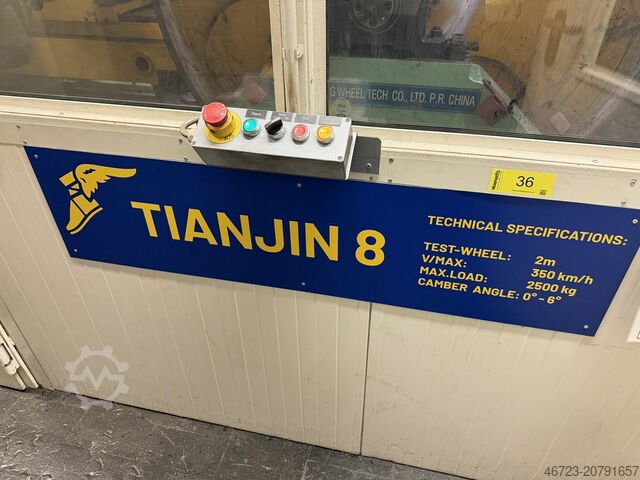 G WHEEL TECH CO., LTD. P.R. CHINA
36
TIANJIN 8
TECHNICAL SPECIFICATIONS:
TEST-WHEEL: 2m
V/MAX: 350 km/h
MAX.LOAD: 2500 kg
CAMBER ANGLE: 0° - 6°
46723-20791657